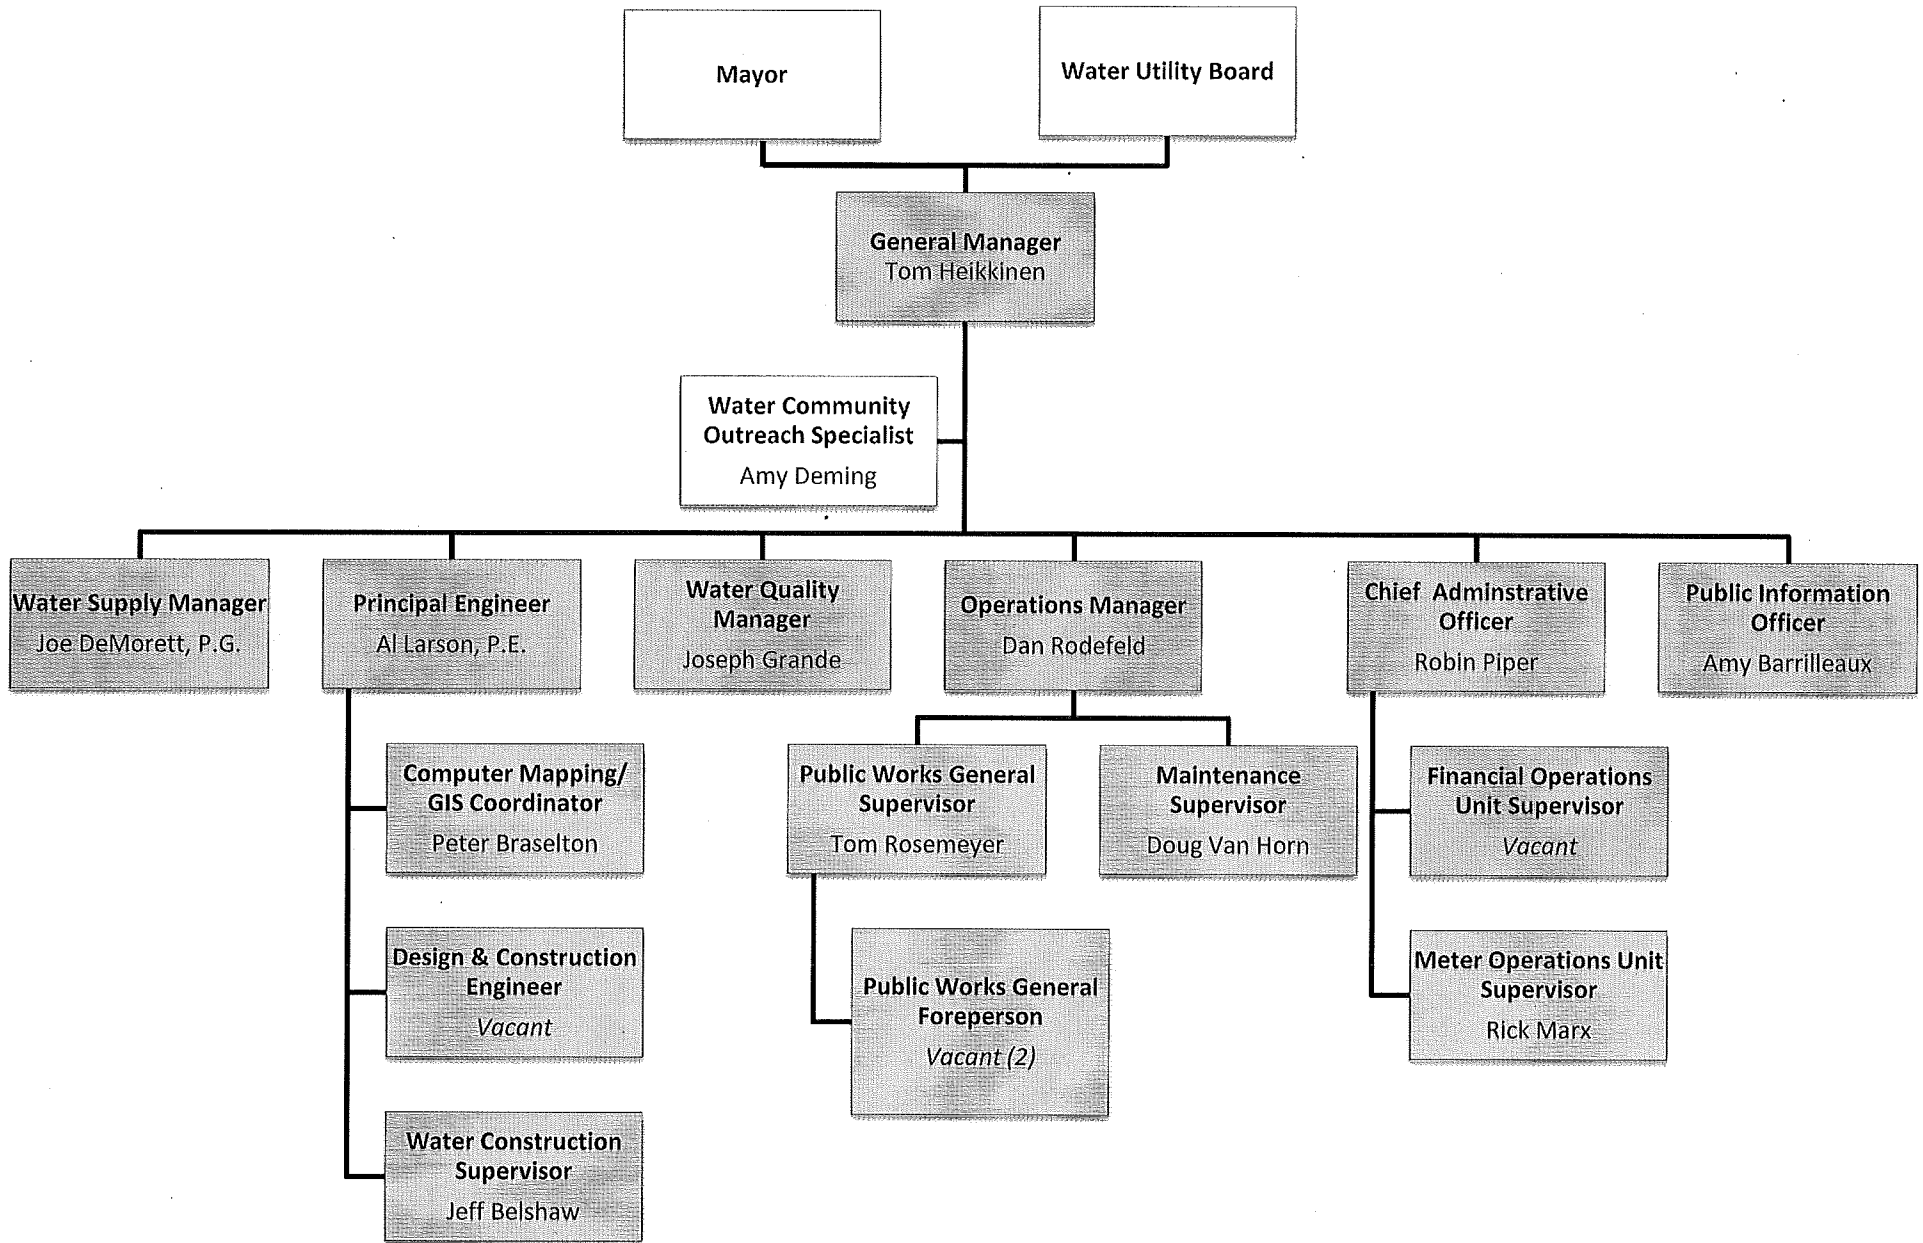 Mayor
Water Utility Board
General Manager
Tom Heikkinen
Water Community
Outreach Specialist
Amy Deming
Water Supply Manager
Joe DeMorett, P.G.
Principal Engineer
Al Larson, P.E.
Water Quality
Manager
Joseph Grande
Operations Manager
Dan Rodefeld
Chief Adminstrative
Officer
Robin Piper
Public Information
Officer
Amy Barrilleaux
Computer Mapping/
GIS Coordinator
Peter Braselton
Design & Construction
Engineer
Vacant
Water Construction
Supervisor
Jeff Belshaw
Public Works General
Supervisor
Tom Rosemeyer
Public Works General
Foreperson
Vacant (2)
Maintenance
Supervisor
Doug Van Horn
Financial Operations
Unit Supervisor
Vacant
Meter Operations Unit
Supervisor
Rick Marx